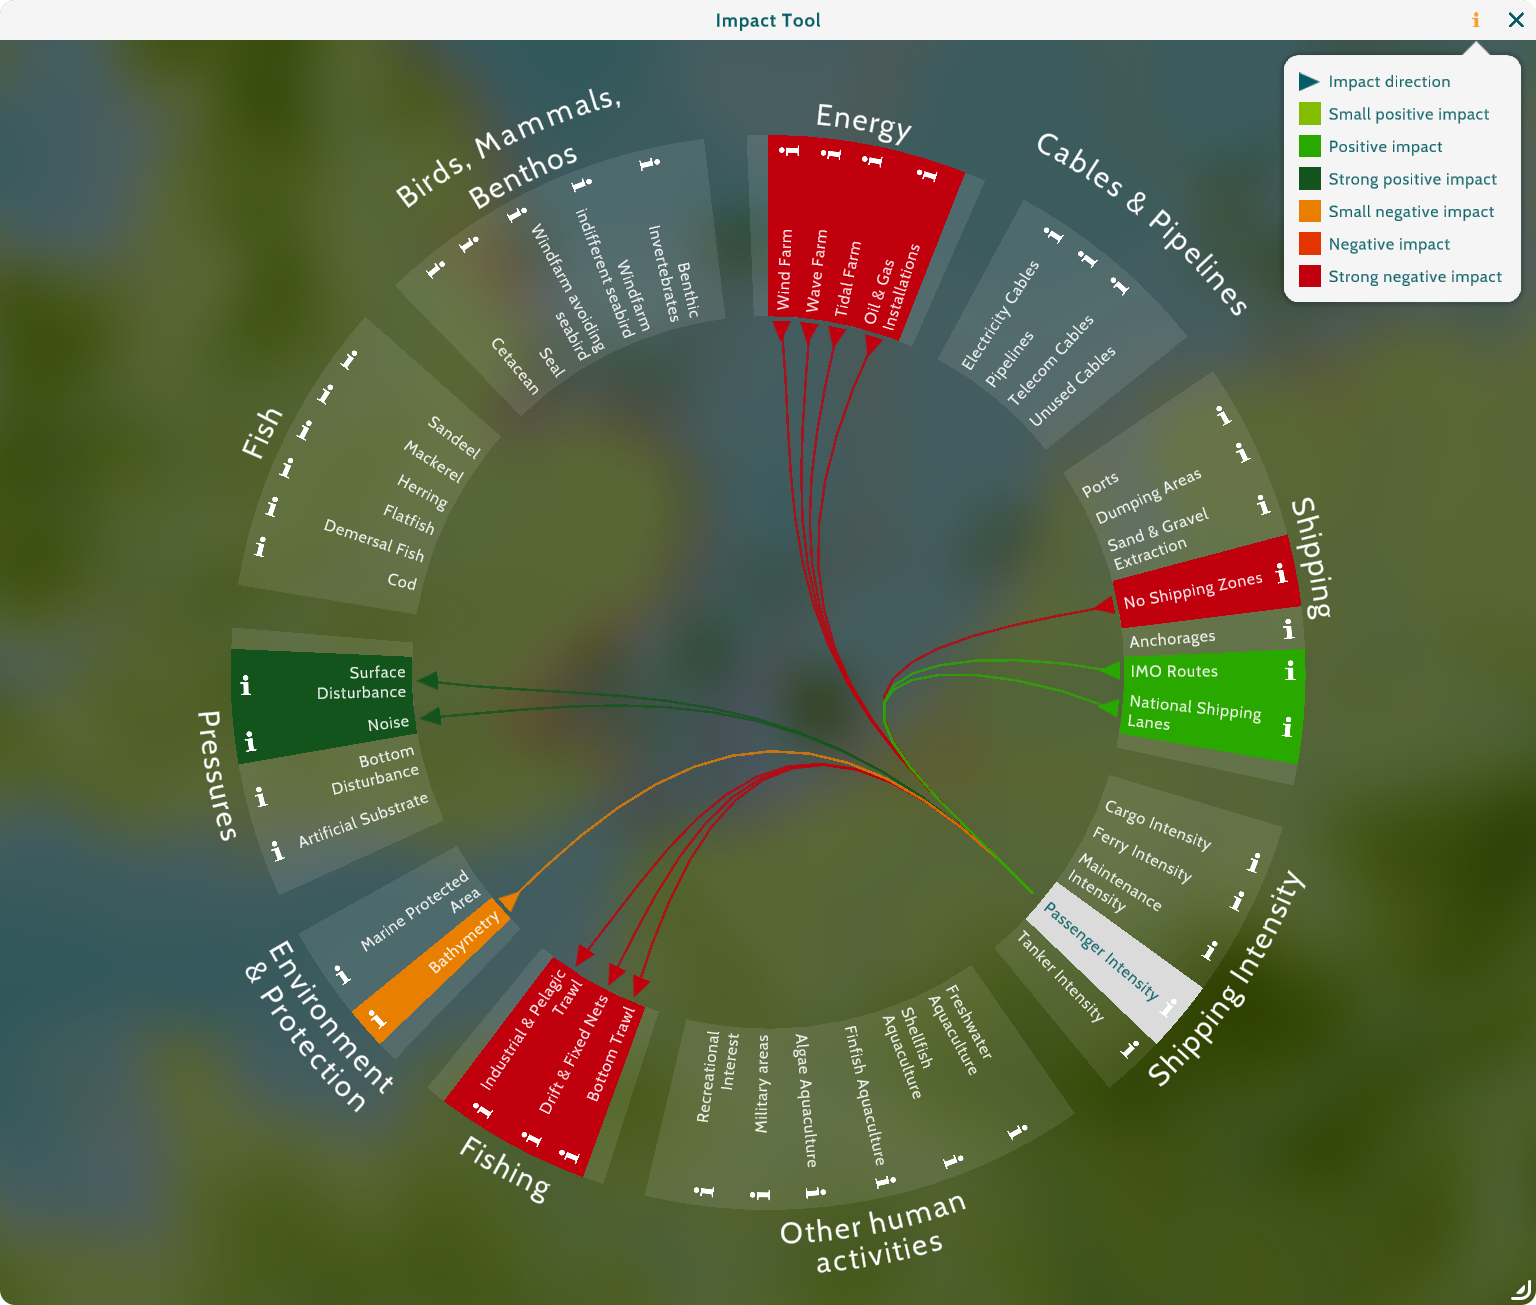 Impact Tool
Impact direction
Small positive impact
Positive impact
Strong positive impact
Small negative impact
Negative impact
Strong negative impact
Energy
Wind Farm
Wave Farm
Tidal Farm
Oil & Gas
Installations
Cables & Pipelines
Electricity Cables
Pipelines
Telecom Cables
Unused Cables
Shipping
Ports
Dumping Areas
Sand & Gravel
Extraction
No Shipping Zones
Anchorages
IMO Routes
National Shipping
Lanes
Shipping Intensity
Cargo Intensity
Ferry Intensity
Maintenance
Intensity
Passenger Intensity
Tanker Intensity
Other human
activities
Freshwater
Aquaculture
Shellfish
Aquaculture
Finfish Aquaculture
Algae Aquaculture
Military areas
Recreational
Interest
Fishing
Bottom Trawl
Drift & Fixed Nets
Industrial & Pelagic
Trawl
Environment
& Protection
Bathymetry
Marine Protected
Area
Pressures
Artificial Substrate
Bottom
Disturbance
Noise
Surface
Disturbance
Fish
Cod
Demersal Fish
Flatfish
Herring
Mackerel
Sandeel
Birds, Mammals,
Benthos
Cetacean
Seal
Windfarm avoiding
seabird
indifferent seabird
Windfarm
Invertebrates
Benthic